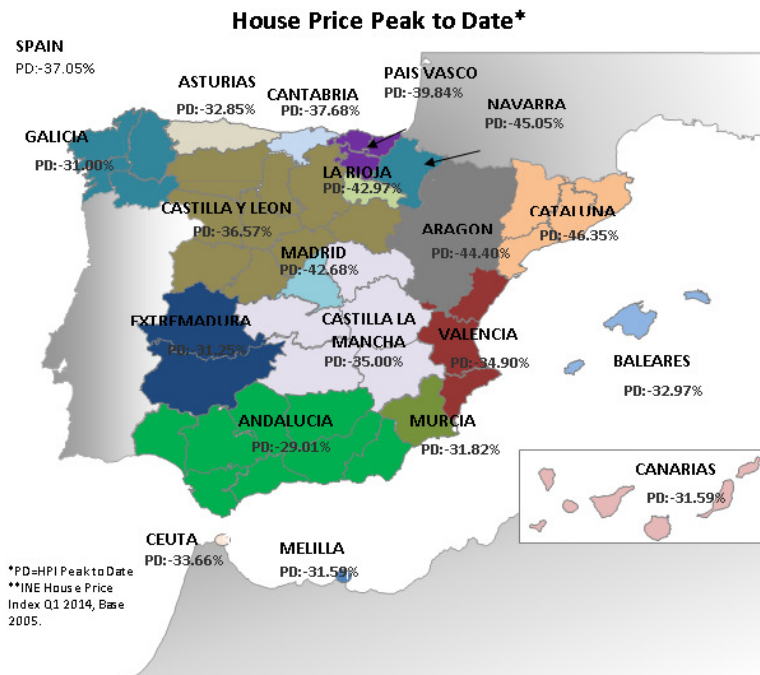 House Price Peak to Date*
SPAIN
PD:-37.05%
ASTURIAS
PD:-32.85%
CANTABRIA
PD:-37.68%
PAIS VASCO
PD:-39.84%
NAVARRA
PD:-45.05%
GALICIA
PD:-31.00%
LA RIOJA
PD:-42.97%
CASTILLA Y LEON
PD:-36.57%
ARAGON
PD:-44.40%
CATALUNA
PD:-46.35%
MADRID
PD:-42.68%
EXTREMADURA
PD:-31.25%
CASTILLA LA
MANCHA
PD:-35.00%
VALENCIA
PD:-34.90%
BALEARES
PD:-32.97%
ANDALUCIA
PD:-29.01%
MURCIA
PD:-31.82%
CANARIAS
PD:-31.59%
CEUTA
PD:-33.66%
MELILLA
PD:-31.59%
*PD=HPI Peak to Date
**INE House Price
Index Q1 2014, Base
2005.